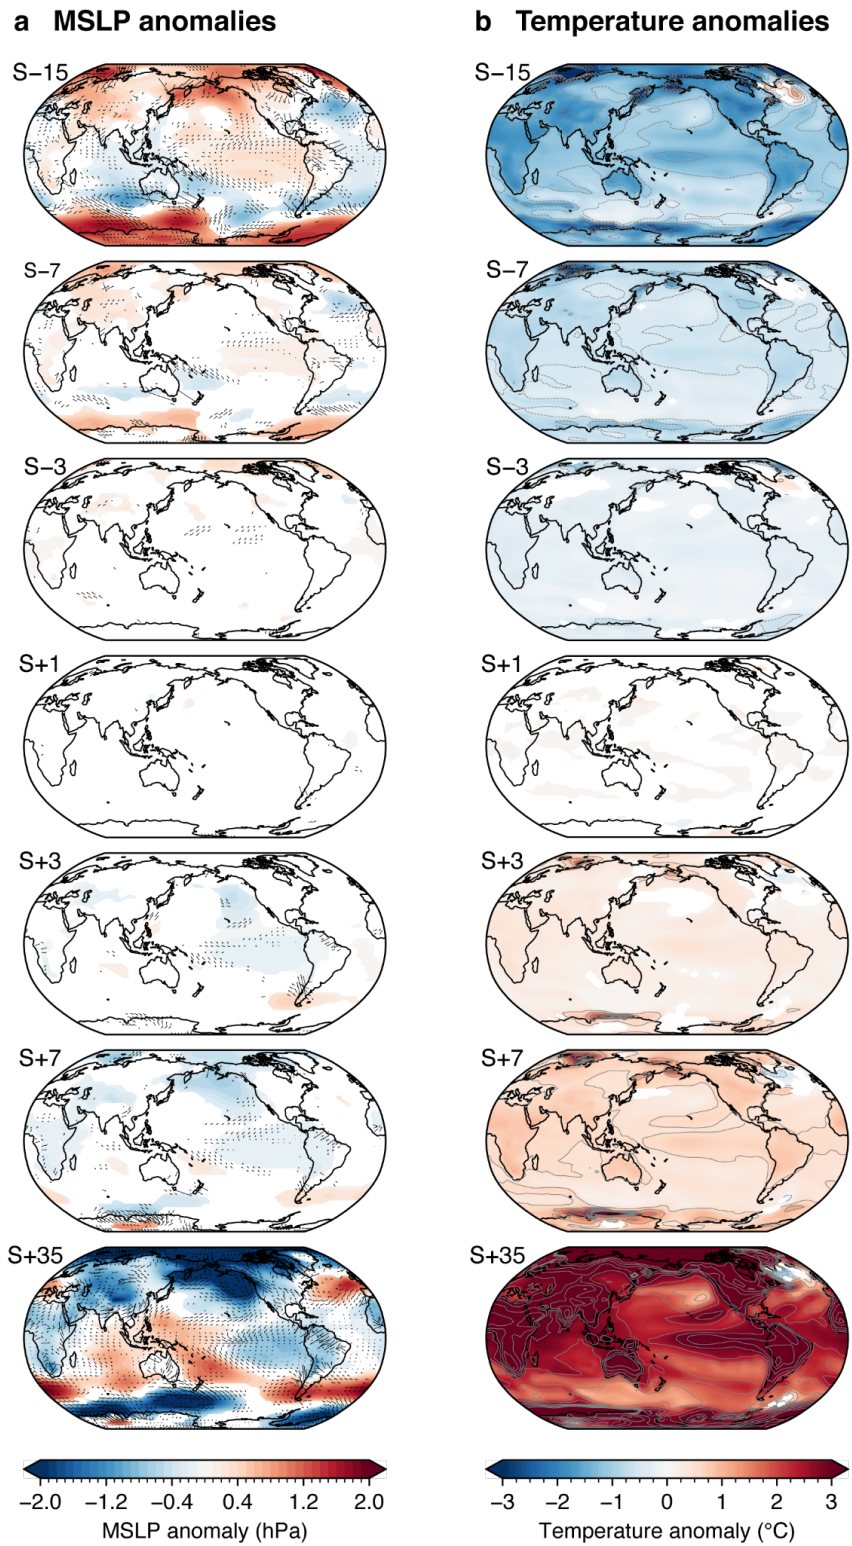 a MSLP anomalies
b Temperature anomalies
S−15
S−15
S−7
S−7
S−3
S−3
S+1
S+1
S+3
S+3
S+7
S+7
S+35
S+35
−2.0 −1.2 −0.4 0.4 1.2 2.0
MSLP anomaly (hPa)
−3 −2 −1 0 1 2 3
Temperature anomaly (°C)